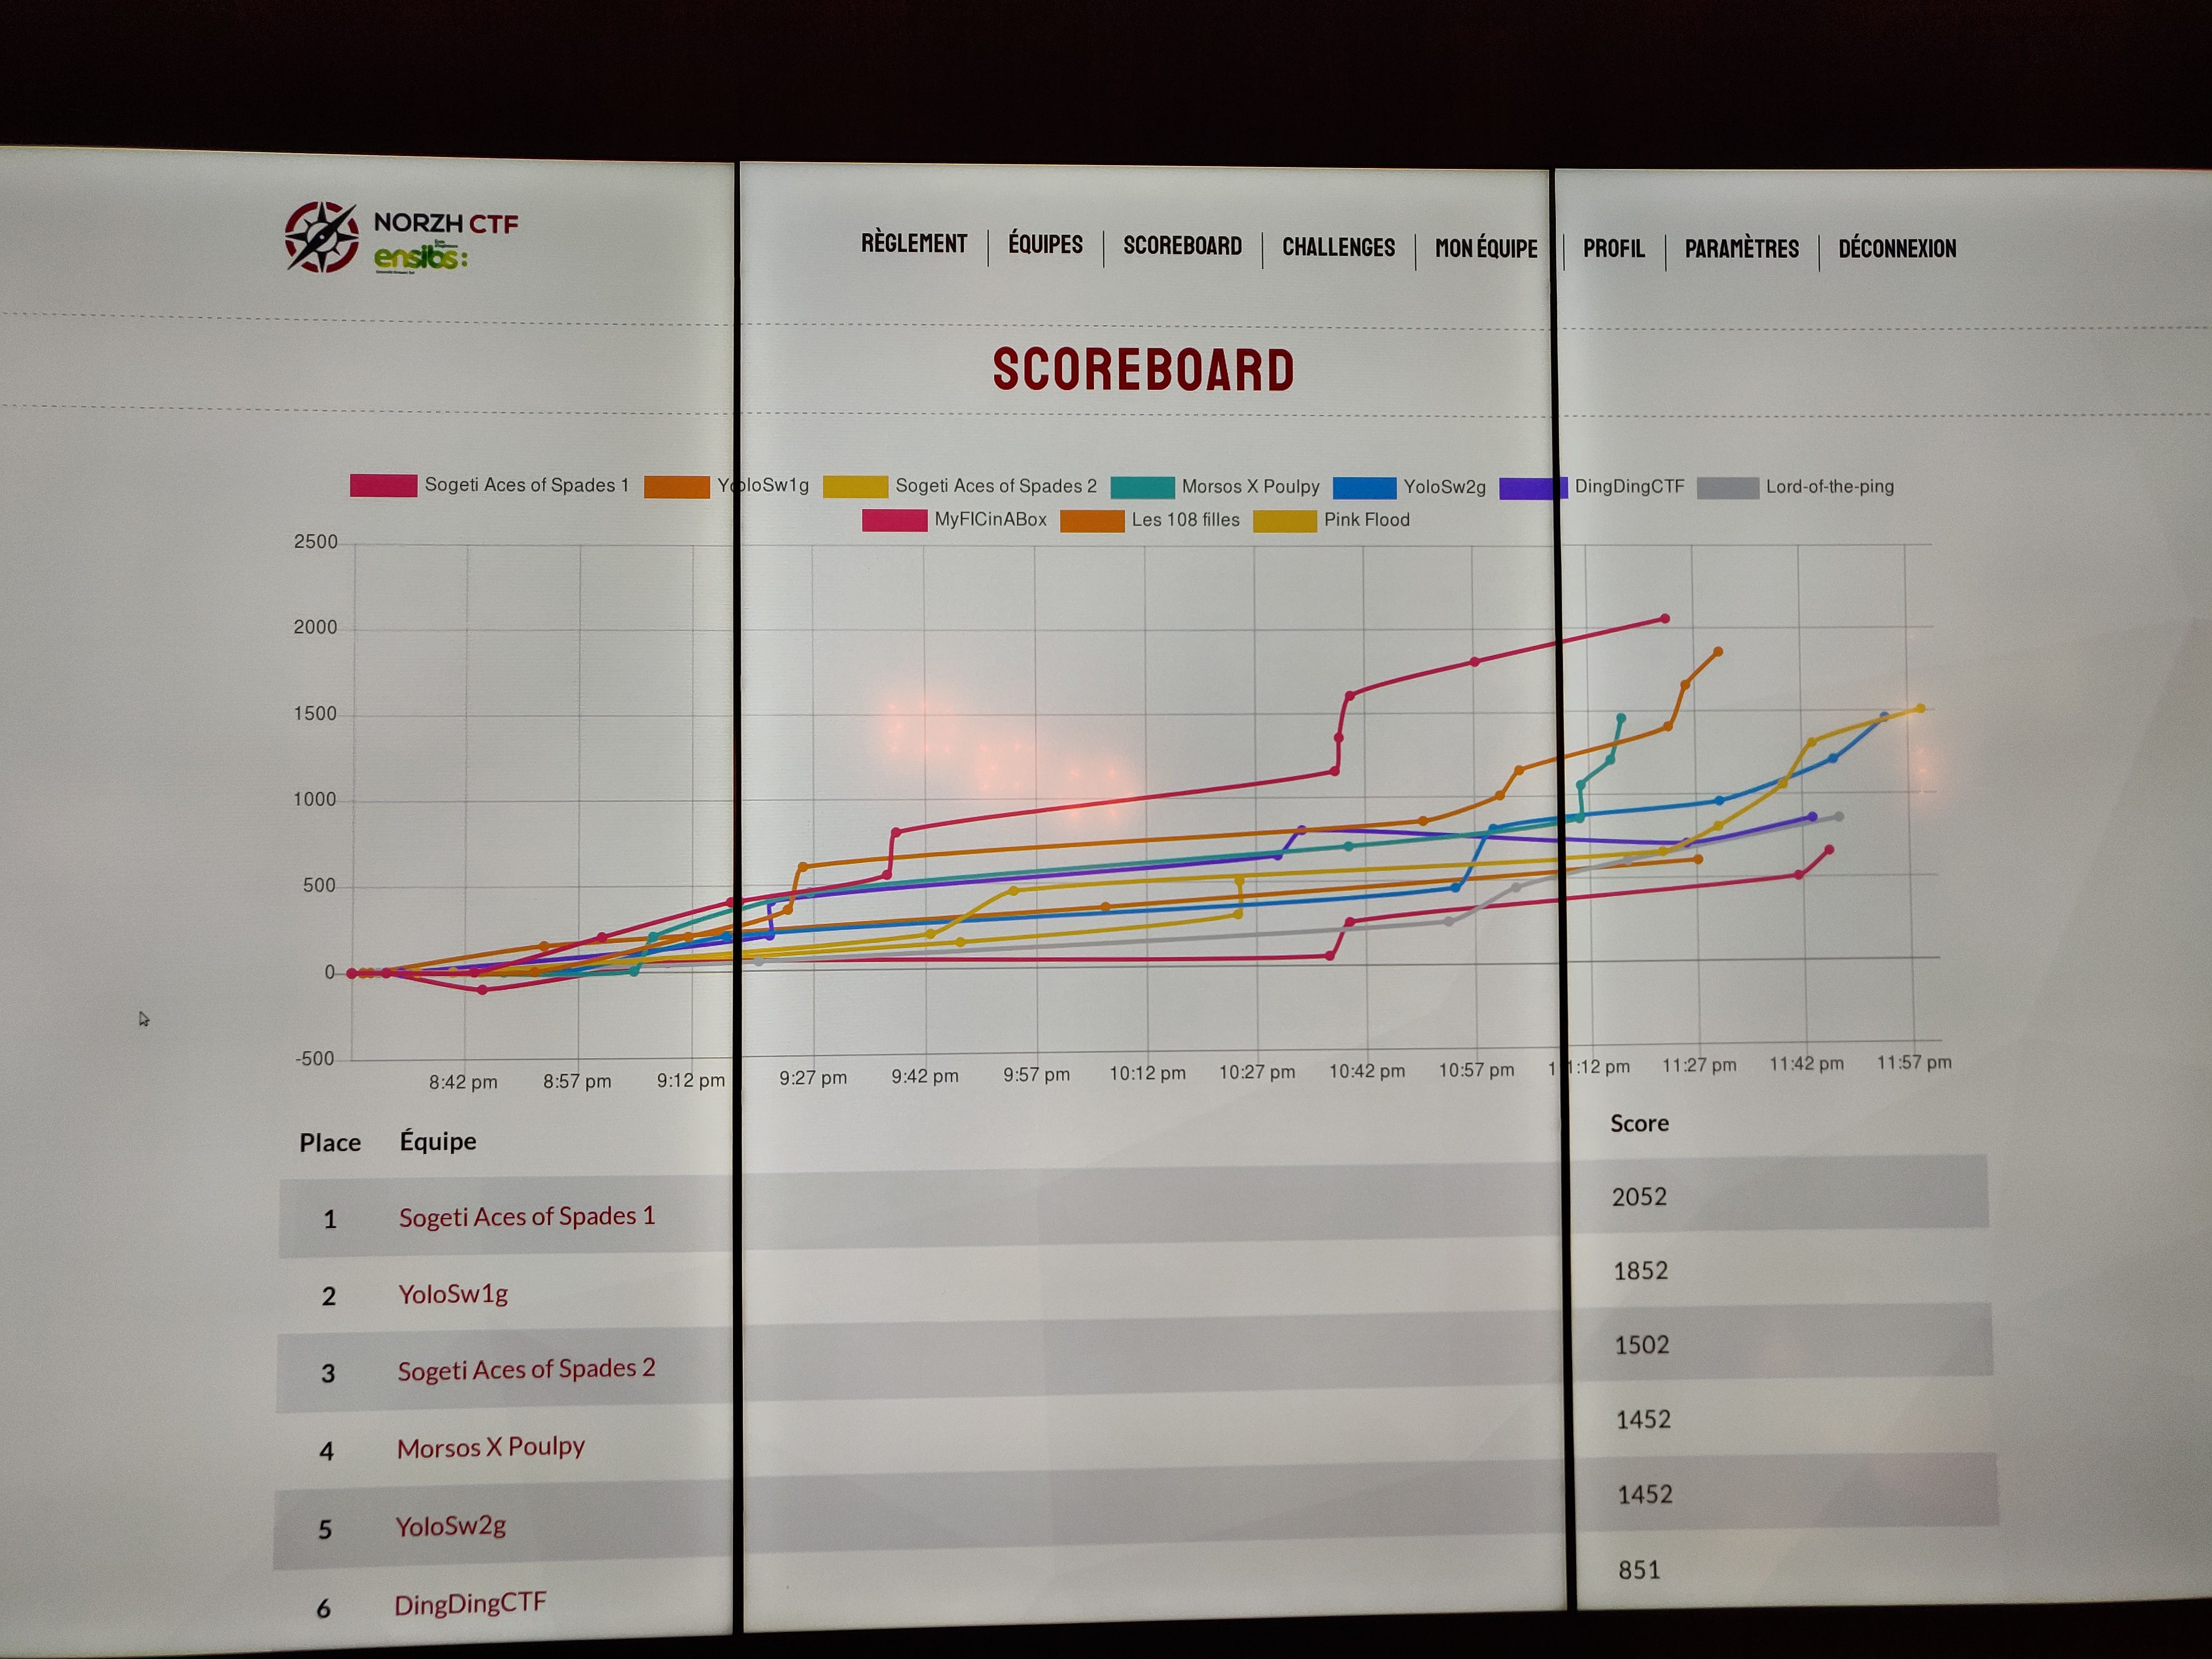 NORZH CTF
ensibs:
RÈGLEMENT ÉQUIPES SCOREBOARD CHALLENGES MON ÉQUIPE PROFIL PARAMÈTRES DÉCONNEXION
SCOREBOARD
Sogeti Aces of Spades 1 YoloSw1g Sogeti Aces of Spades 2 Morsos X Poulpy YoloSw2g DingDingCTF Lord-of-the-ping
MyFICinABox Les 108 filles Pink Flood
2500
2000
1500
1000
500
0
-500
8:42 pm 8:57 pm 9:12 pm 9:27 pm 9:42 pm 9:57 pm 10:12 pm 10:27 pm 10:42 pm 10:57 pm 11:12 pm 11:27 pm 11:42 pm 11:57 pm
Place Équipe Score
1 Sogeti Aces of Spades 1 2052
2 YoloSw1g 1852
3 Sogeti Aces of Spades 2 1502
4 Morsos X Poulpy 1452
5 YoloSw2g 1452
6 DingDingCTF 851